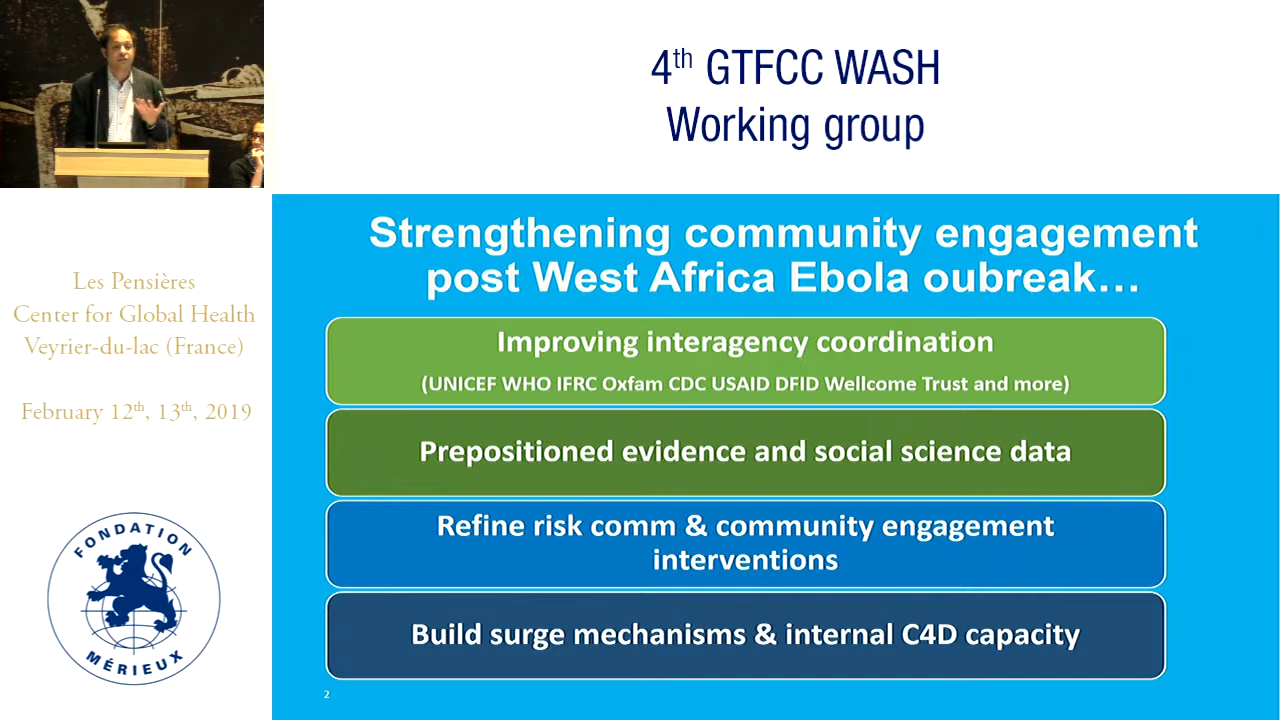 4th GTFCC WASH
Working group
Les Pensières
Center for Global Health
Veyrier-du-lac (France)
February 12th, 13th, 2019
FONDATION
MÉRIEUX
Strengthening community engagement
post West Africa Ebola oubreak…
Improving interagency coordination
(UNICEF WHO IFRC Oxfam CDC USAID DFID Wellcome Trust and more)
Prepositioned evidence and social science data
Refine risk comm & community engagement
interventions
Build surge mechanisms & internal C4D capacity
2